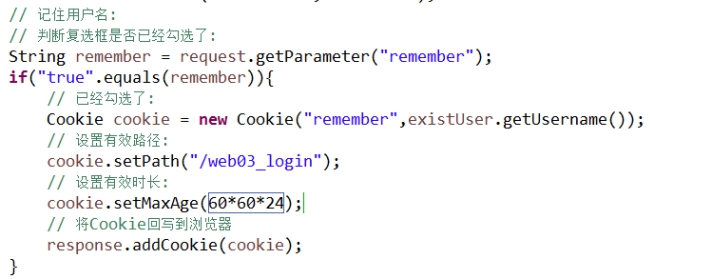 // 记住用户名:
// 判断复选框是否已经勾选了:
String remember = request.getParameter("remember");
if("true".equals(remember)){
// 已经勾选了:
Cookie cookie = new Cookie("remember",existUser.getUsername());
// 设置有效路径:
cookie.setPath("/web03_login");
// 设置有效时长:
cookie.setMaxAge(60*60*24);
// 将Cookie回写到浏览器
response.addCookie(cookie);
}